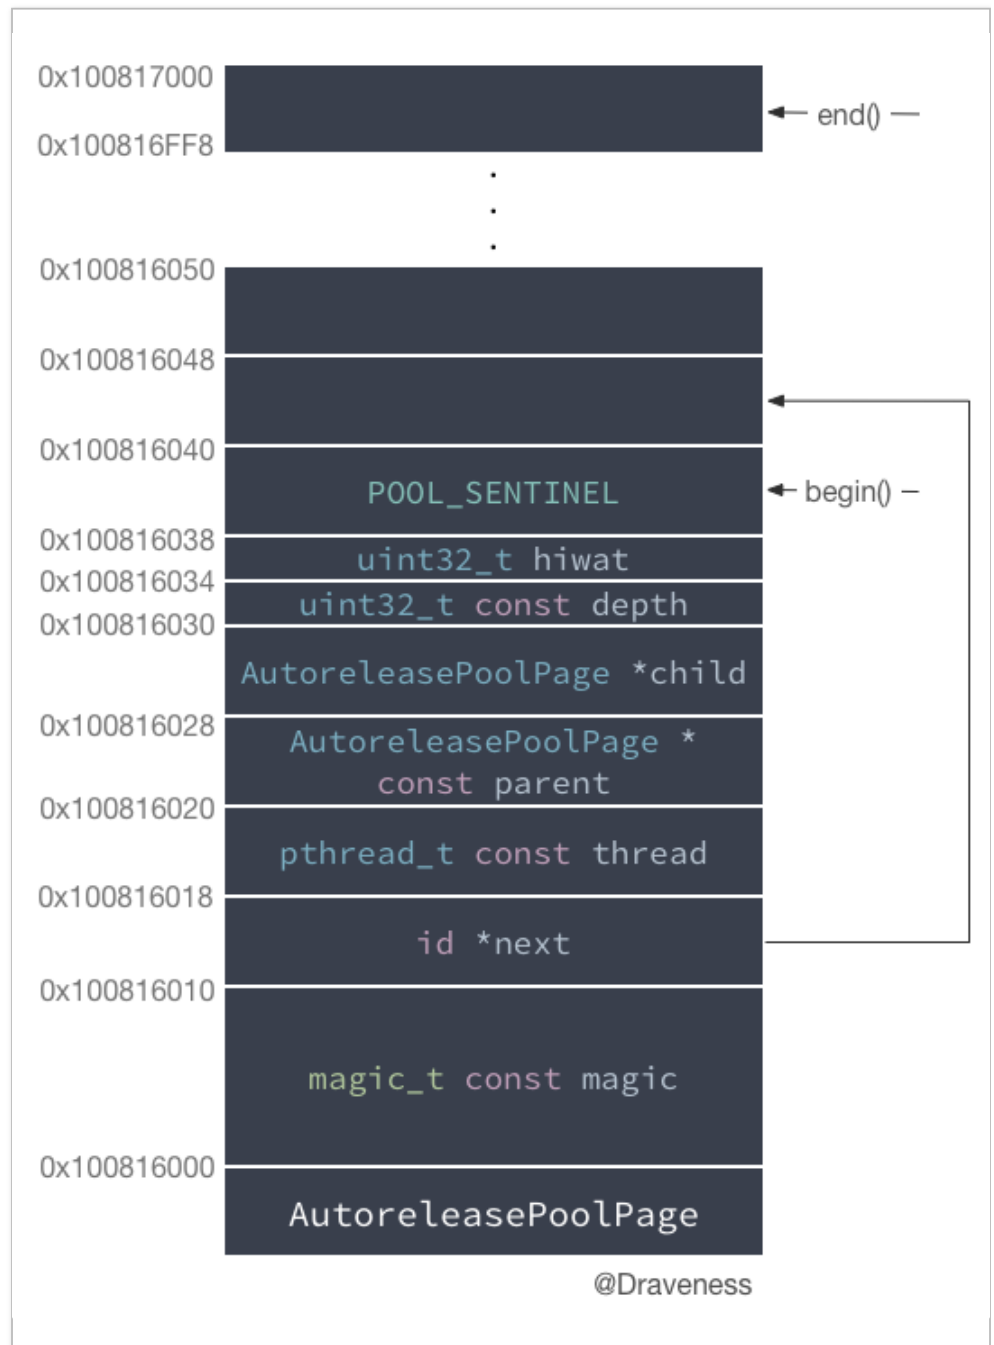 0x100817000
end()
0x100816FF8
0x100816050
0x100816048
0x100816040
POOL_SENTINEL
begin()
0x100816038
uint32_t hiwat
0x100816034
uint32_t const depth
0x100816030
AutoreleasePoolPage *child
0x100816028
AutoreleasePoolPage *
const parent
0x100816020
pthread_t const thread
0x100816018
id *next
0x100816010
magic_t const magic
0x100816000
AutoreleasePoolPage
@Draveness